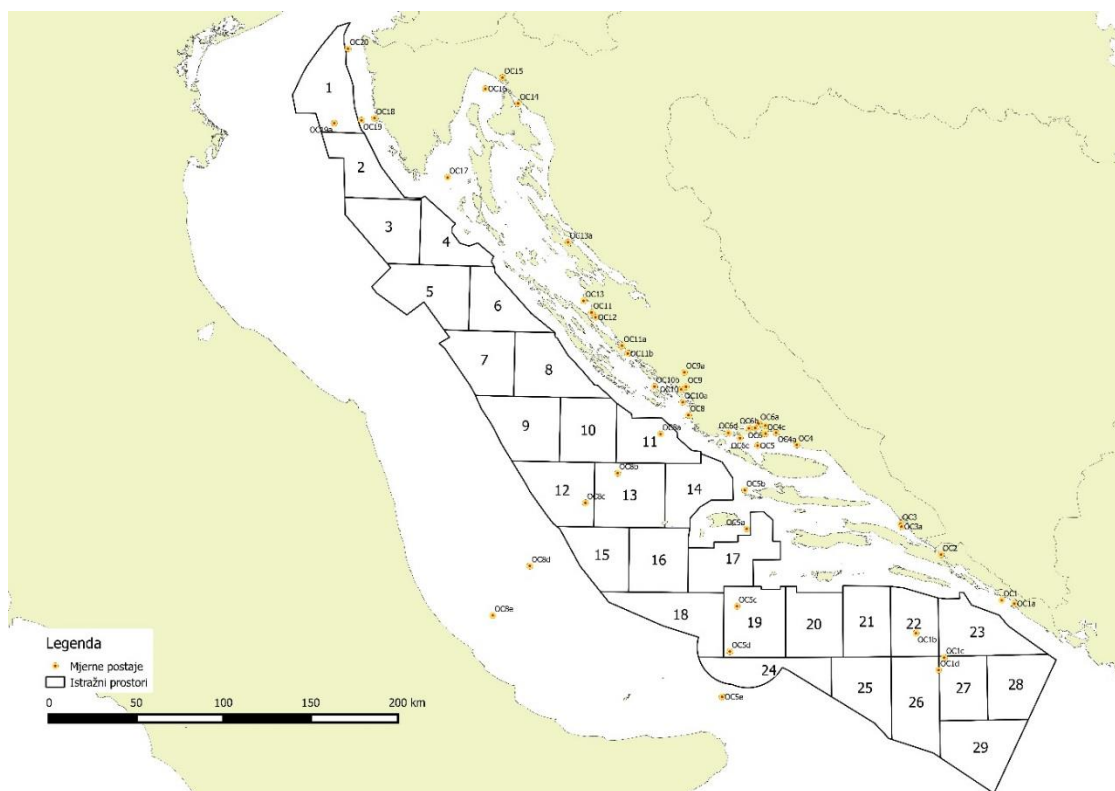 OC20
OC15
1
OC16
OC14
OC18
OC19a
OC19
2
OC17
3
4
OC13a
5
6
OC13
OC11
OC12
7
8
OC11a
OC11b
OC9a
OC10b
OC9
OC10
OC10a
9
10
11
OC8
OC8a
OC6d
OC6b
OC6a
OC6
OC4c
OC6c
OC5
OC4a
OC4
12
OC8b
13
14
OC8c
OC5b
OC5a
OC3
OC3a
15
16
17
OC2
OC8d
OC8e
18
OC5c
19
20
21
22
OC1b
23
OC1
OC1a
OC5d
24
OC1c
OC1d
25
26
27
28
OC5e
29
Legenda
Mjerne postaje
Istražni prostori
0 50 100 150 200 km